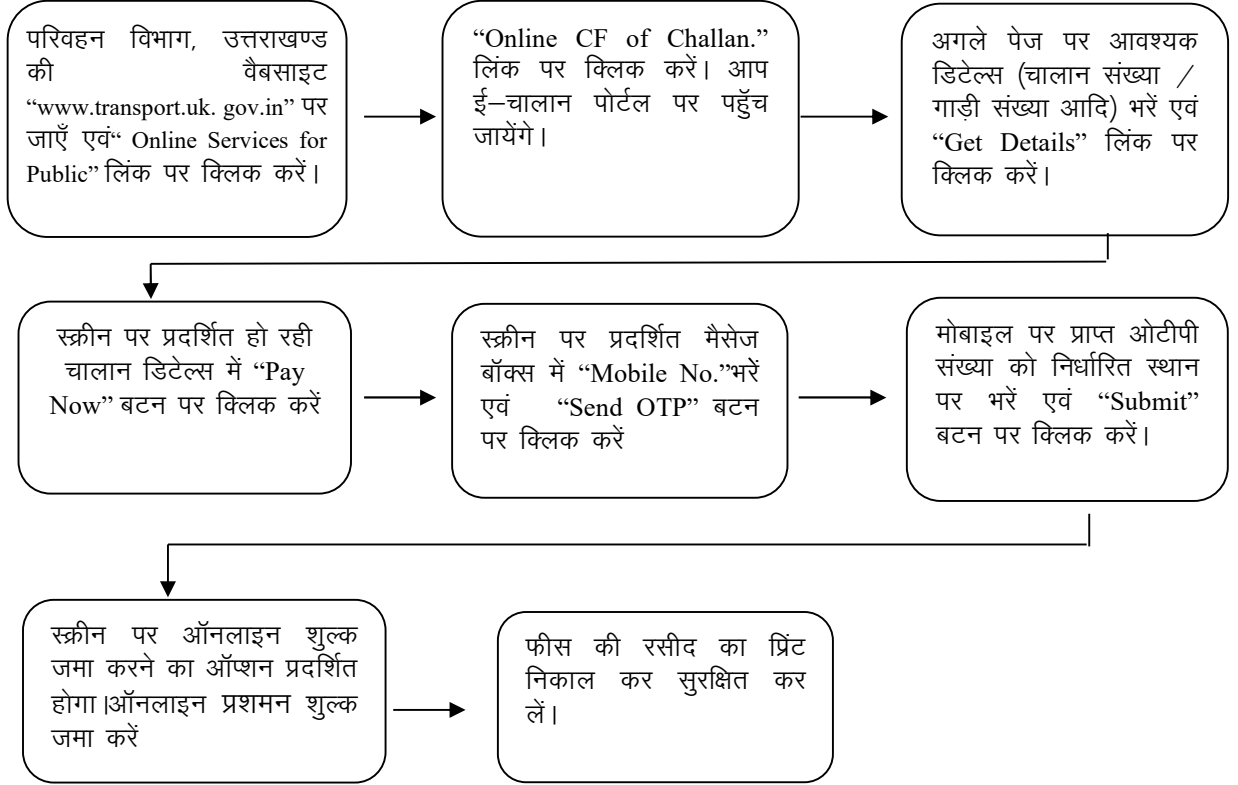 परिवहन विभाग, उत्तराखण्ड
की वैबसाइट
“www.transport.uk. gov.in” पर
जाएँ एवं“ Online Services for
Public” लिंक पर क्लिक करें।
“Online CF of Challan.”
लिंक पर क्लिक करें। आप
ई–चालान पोर्टल पर पहुॅच
जायेंगे।
अगले पेज पर आवश्यक
डिटेल्स (चालान संख्या /
गाड़ी संख्या आदि) भरें एवं
“Get Details” लिंक पर
क्लिक करें।
स्क्रीन पर प्रदर्शित हो रही
चालान डिटेल्स में “Pay
Now” बटन पर क्लिक करें
स्क्रीन पर प्रदर्शित मैसेज
बॉक्स में “Mobile No.”भरें
एवं “Send OTP” बटन
पर क्लिक करें
मोबाइल पर प्राप्त ओटीपी
संख्या को निर्धारित स्थान
पर भरें एवं “Submit”
बटन पर क्लिक करें।
स्क्रीन पर ऑनलाइन शुल्क
जमा करने का ऑप्शन प्रदर्शित
होगा।ऑनलाइन प्रशमन शुल्क
जमा करें
फीस की रसीद का प्रिंट
निकाल कर सुरक्षित कर
लें।